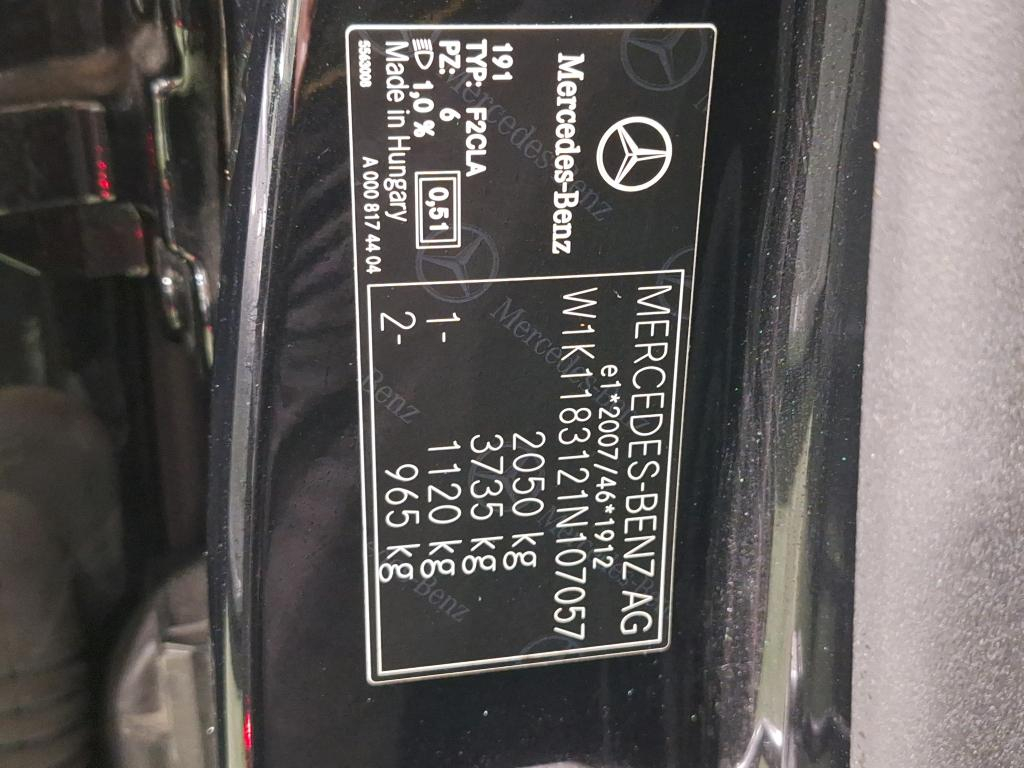 Mercedes-Benz
191
TYP: F2CLA
PZ: 6
0,51
1,0 %
Made in Hungary
5563006
A 000 817 44 04
MERCEDES-BENZ AG
e1*2007/46*1912
W1K1183121N107057
2050 kg
3735 kg
1- 1120 kg
2- 965 kg